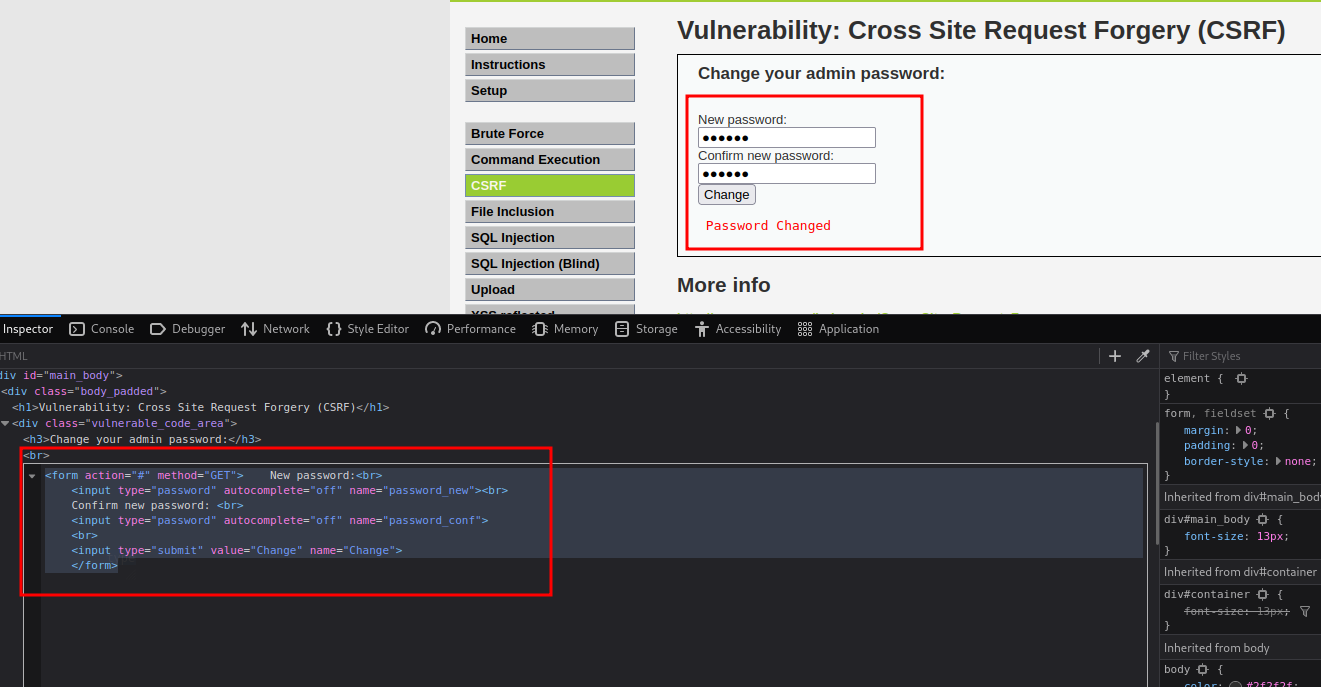 Vulnerability: Cross Site Request Forgery (CSRF)
Home
Instructions
Setup
Brute Force
Command Execution
CSRF
File Inclusion
SQL Injection
SQL Injection (Blind)
Upload
Change your admin password:
New password:
●●●●●●
Confirm new password:
●●●●●●
Change
Password Changed
More info
Inspector Console Debugger Network Style Editor Performance Memory Storage Accessibility Application
HTML
div id="main_body">
<div class="body_padded">
<h1>Vulnerability: Cross Site Request Forgery (CSRF)</h1>
<div class="vulnerable_code_area">
<h3>Change your admin password:</h3>
<br>
<form action="#" method="GET"> New password:<br>
<input type="password" autocomplete="off" name="password_new"><br>
Confirm new password: <br>
<input type="password" autocomplete="off" name="password_conf">
<br>
<input type="submit" value="Change" name="Change">
</form>
Filter Styles
element {
}
form, fieldset {
margin: 0;
padding: 0;
border-style: none;
}
Inherited from div#main_body
div#main_body {
font-size: 13px;
}
Inherited from div#container
div#container {
font-size: 13px;
}
Inherited from body
body {
color: #2f2f2f;